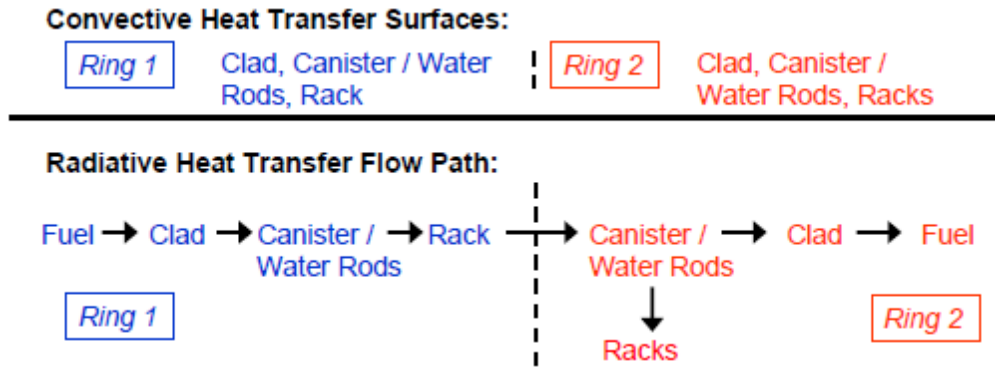 Convective Heat Transfer Surfaces:
Ring 1
Clad, Canister / Water
Rods, Rack
Ring 2
Clad, Canister /
Water Rods, Racks
Radiative Heat Transfer Flow Path:
Fuel → Clad → Canister / → Rack → Canister / → Clad → Fuel
Water Rods Water Rods
Ring 1
Ring 2
Racks